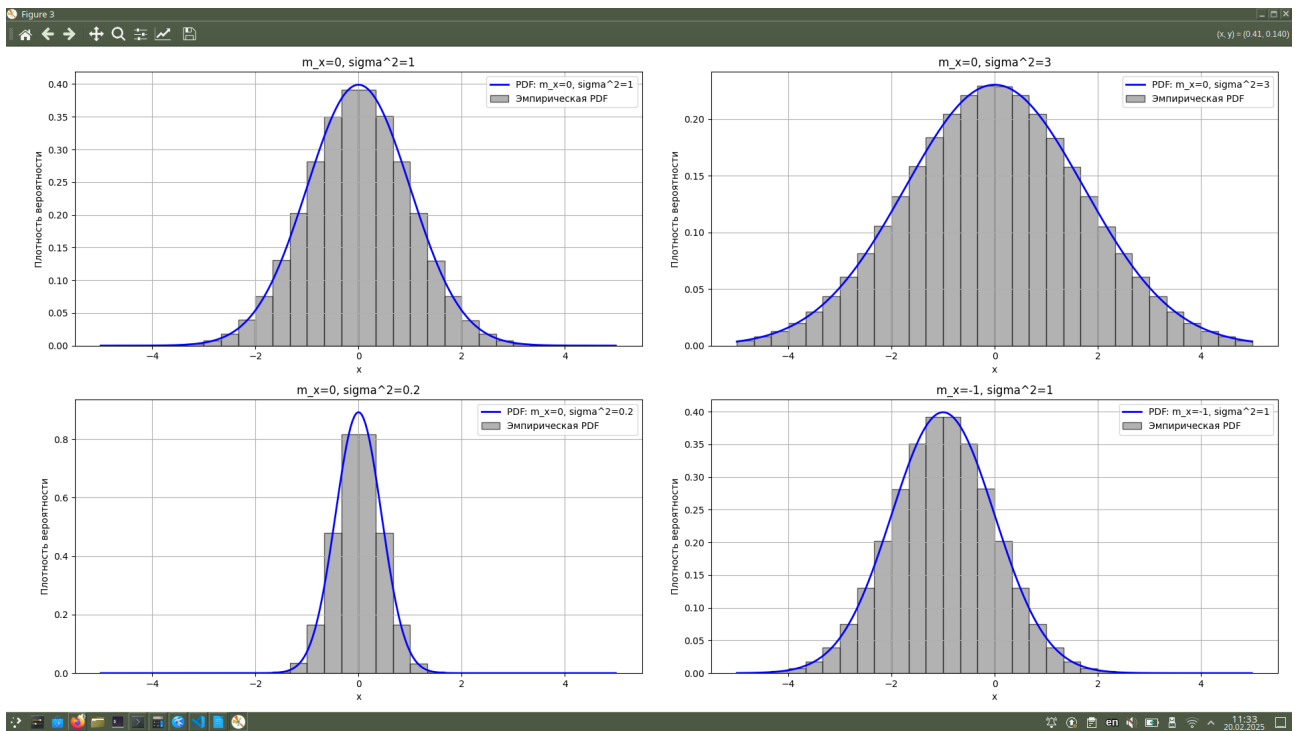 Figure 3
(x, y) = (0.41, 0.140)
m_x=0, sigma^2=1
PDF: m_x=0, sigma^2=1
Эмпирическая PDF
Плотность вероятности
0.40
0.35
0.30
0.25
0.20
0.15
0.10
0.05
0.00
−4 −2 0 2 4
x
m_x=0, sigma^2=3
PDF: m_x=0, sigma^2=3
Эмпирическая PDF
Плотность вероятности
0.20
0.15
0.10
0.05
0.00
−4 −2 0 2 4
x
m_x=0, sigma^2=0.2
PDF: m_x=0, sigma^2=0.2
Эмпирическая PDF
Плотность вероятности
0.8
0.6
0.4
0.2
0.0
−4 −2 0 2 4
x
m_x=-1, sigma^2=1
PDF: m_x=-1, sigma^2=1
Эмпирическая PDF
Плотность вероятности
0.40
0.35
0.30
0.25
0.20
0.15
0.10
0.05
0.00
−4 −2 0 2 4
x
en
11:33
20.02.2025